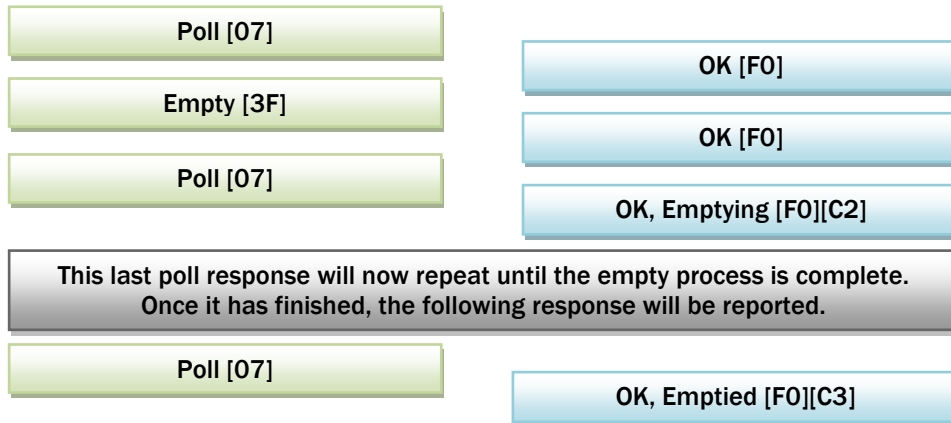 Poll [07]
OK [F0]
Empty [3F]
OK [F0]
Poll [07]
OK, Emptying [F0][C2]
This last poll response will now repeat until the empty process is complete.
Once it has finished, the following response will be reported.
Poll [07]
OK, Emptied [F0][C3]